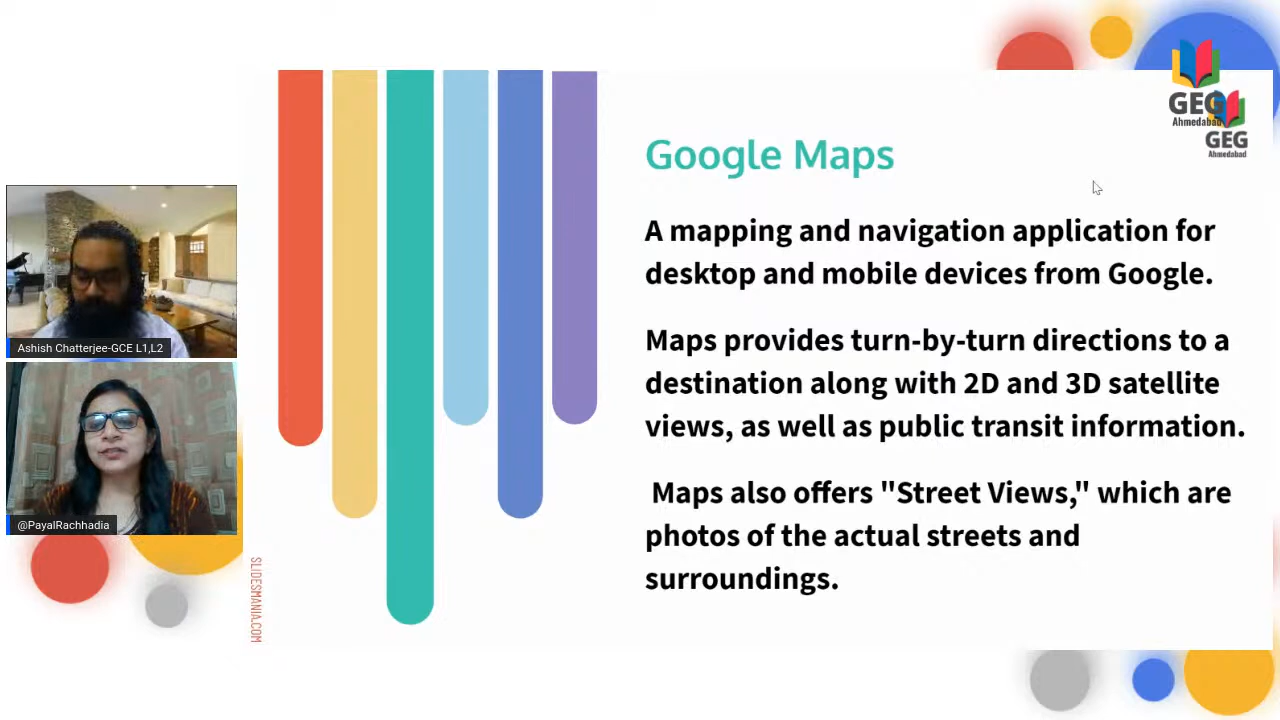 GEG
Ahmedabad
GEG
Ahmedabad
Google Maps
A mapping and navigation application for
desktop and mobile devices from Google.
Maps provides turn-by-turn directions to a
destination along with 2D and 3D satellite
views, as well as public transit information.
Maps also offers "Street Views," which are
photos of the actual streets and
surroundings.
Ashish Chatterjee-GCE L1,L2
@PayalRachhadia
SLIDESMANIA.COM